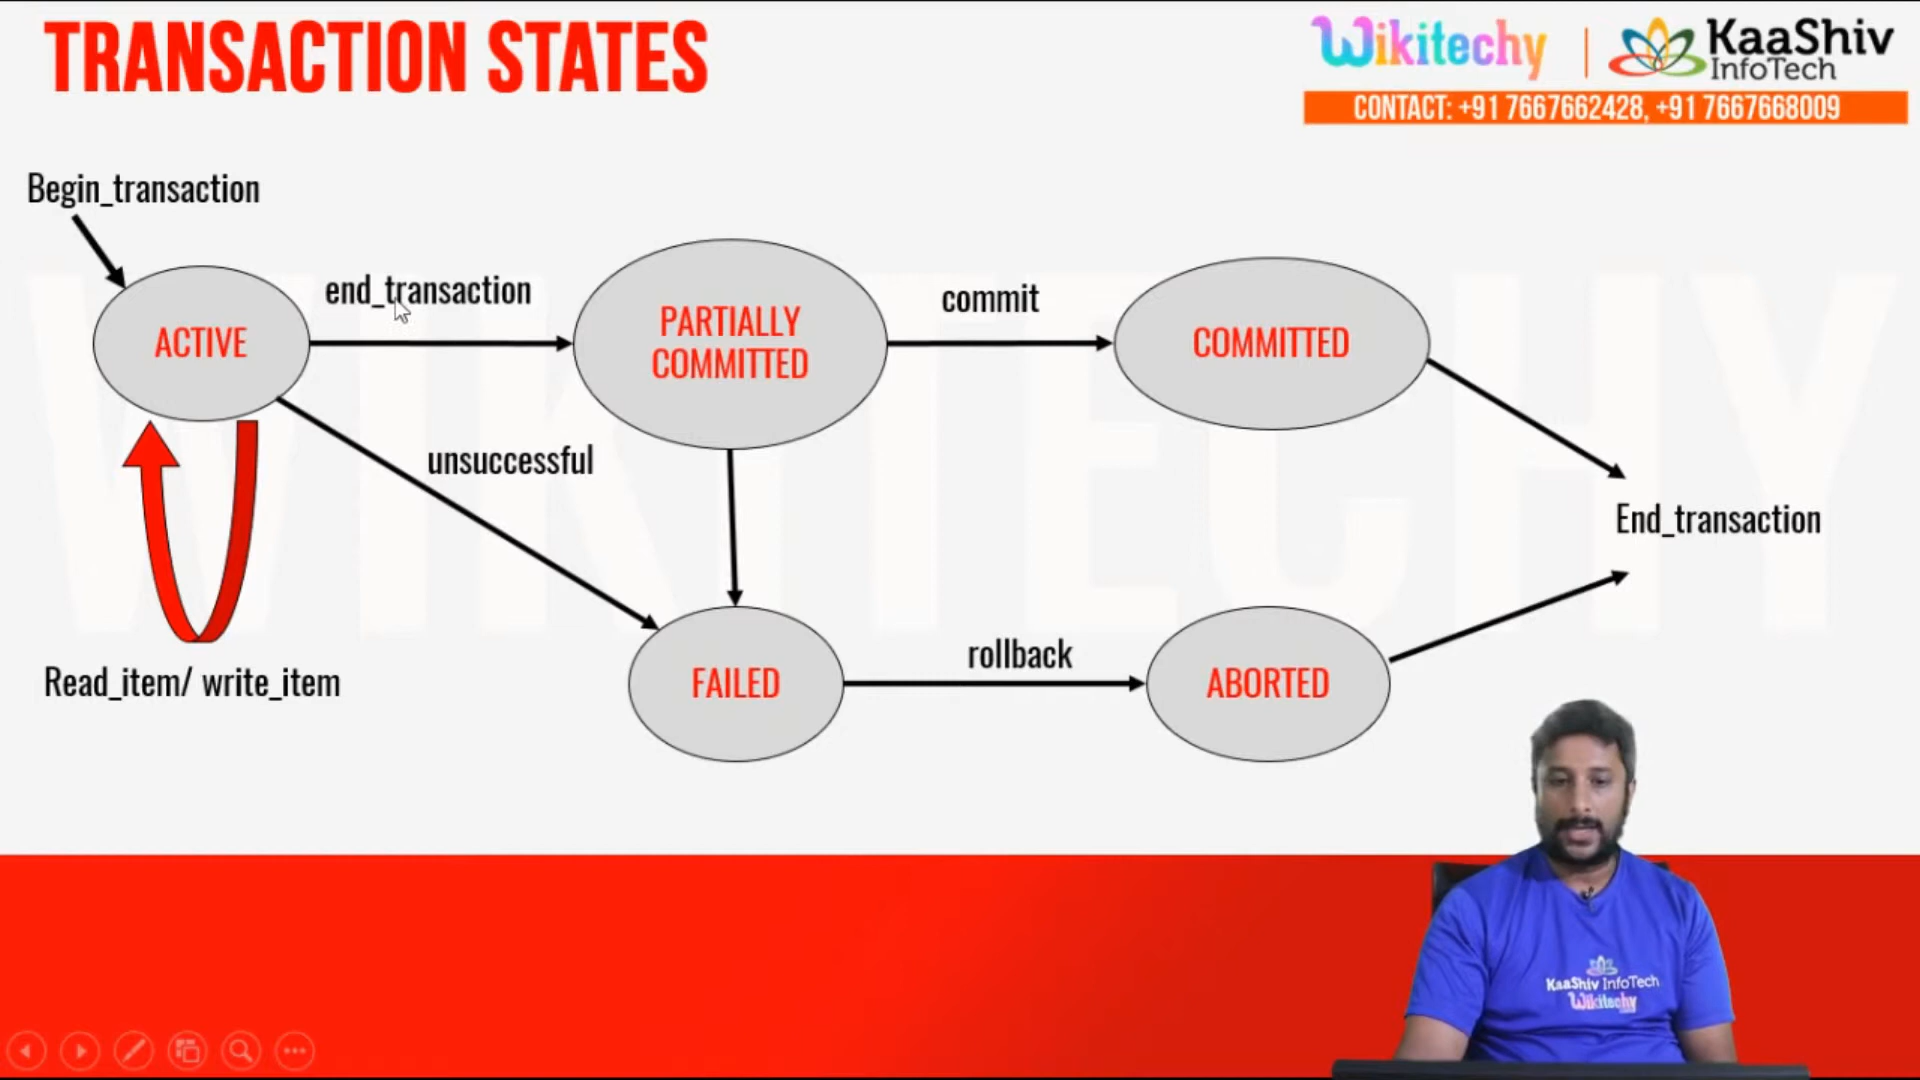 TRANSACTION STATES
Wikitechy
KaaShiv
InfoTech
CONTACT: +91 7667662428, +91 7667668009
Begin_transaction
end_transaction
commit
ACTIVE
PARTIALLY
COMMITTED
COMMITTED
unsuccessful
End_transaction
Read_item/ write_item
FAILED
rollback
ABORTED
WIKITECHY
KaaShiv InfoTech
Wikitechy